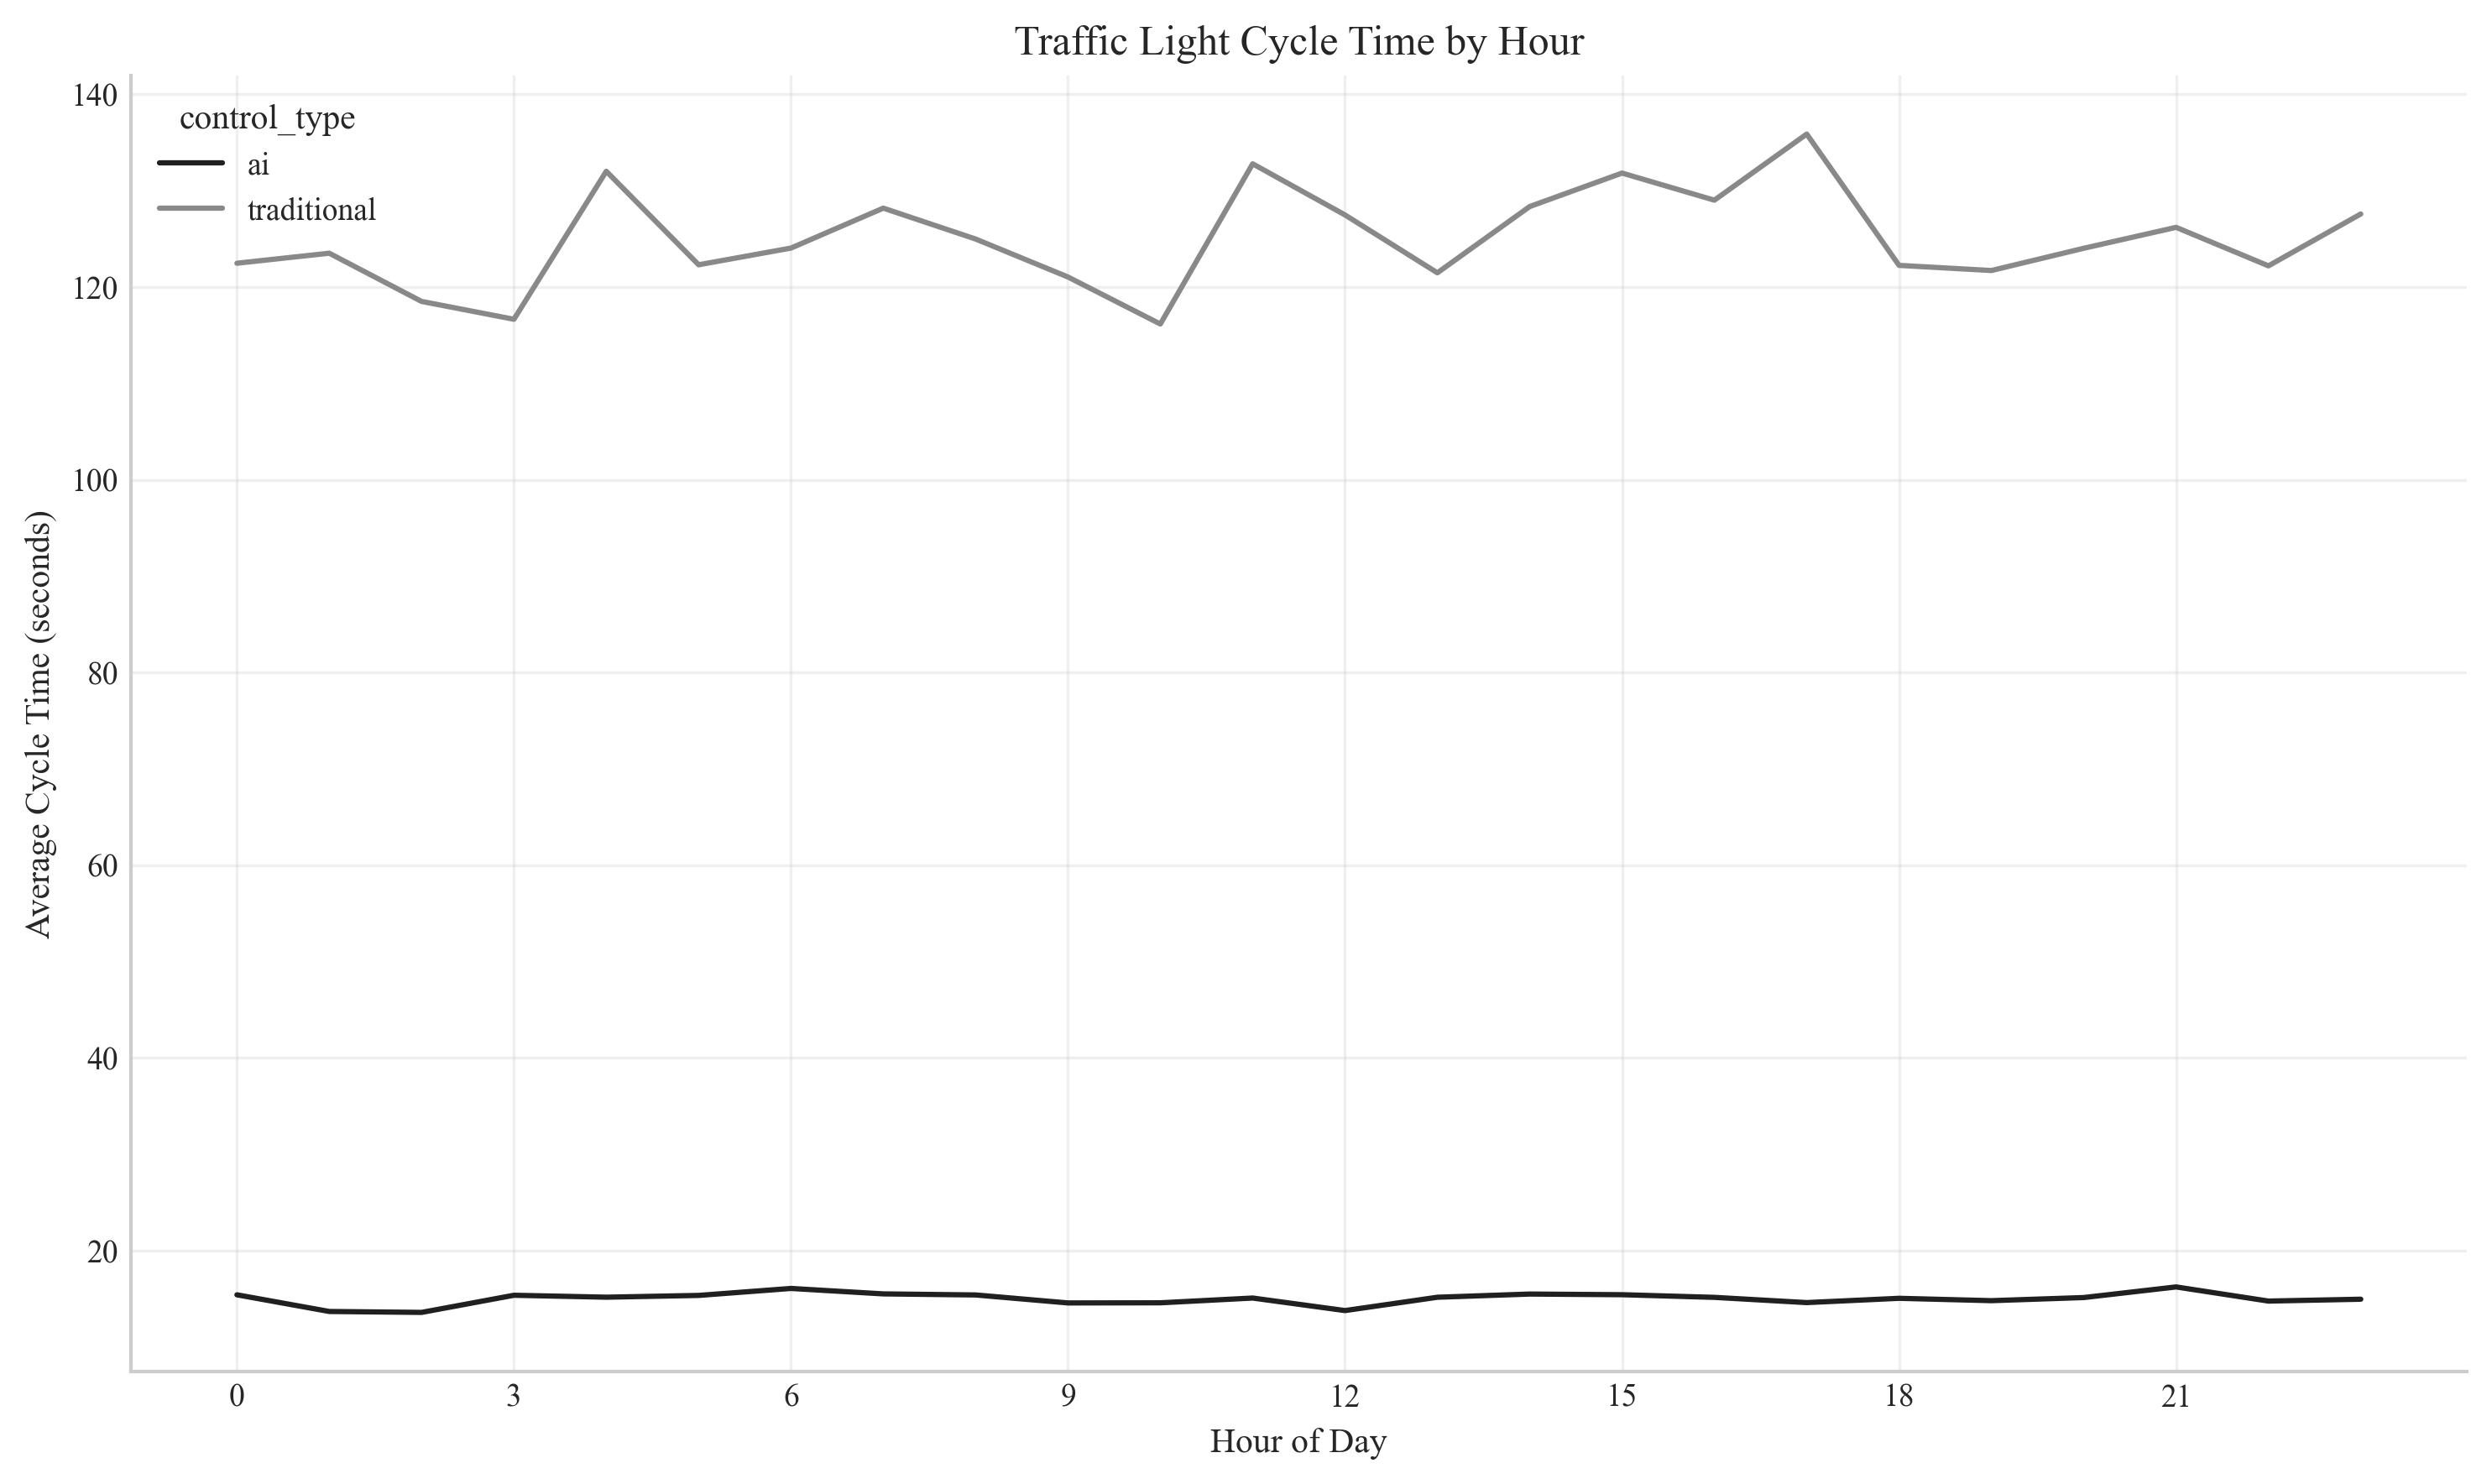 Traffic Light Cycle Time by Hour
control_type
ai
traditional
Average Cycle Time (seconds)
140
120
100
80
60
40
20
0 3 6 9 12 15 18 21
Hour of Day